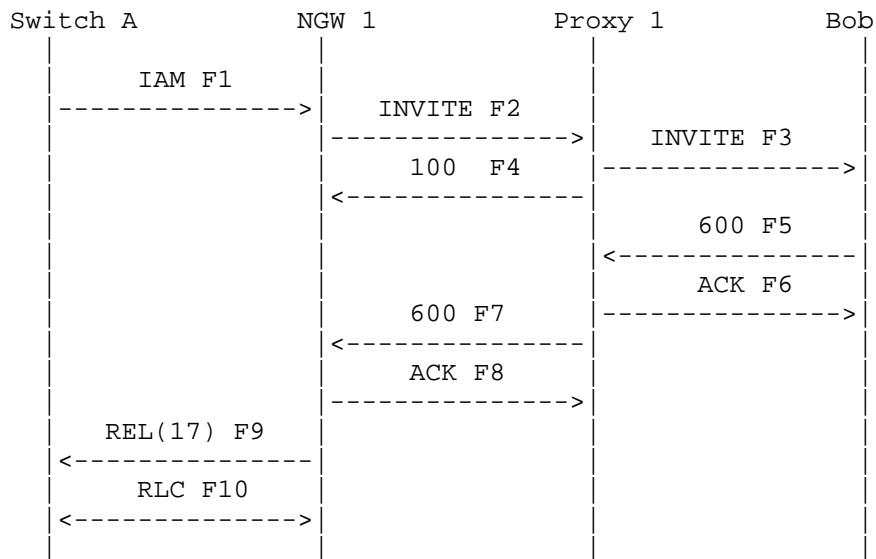 Switch A NGW 1 Proxy 1 Bob
IAM F1
INVITE F2
INVITE F3
100 F4
600 F5
ACK F6
600 F7
ACK F8
REL(17) F9
RLC F10